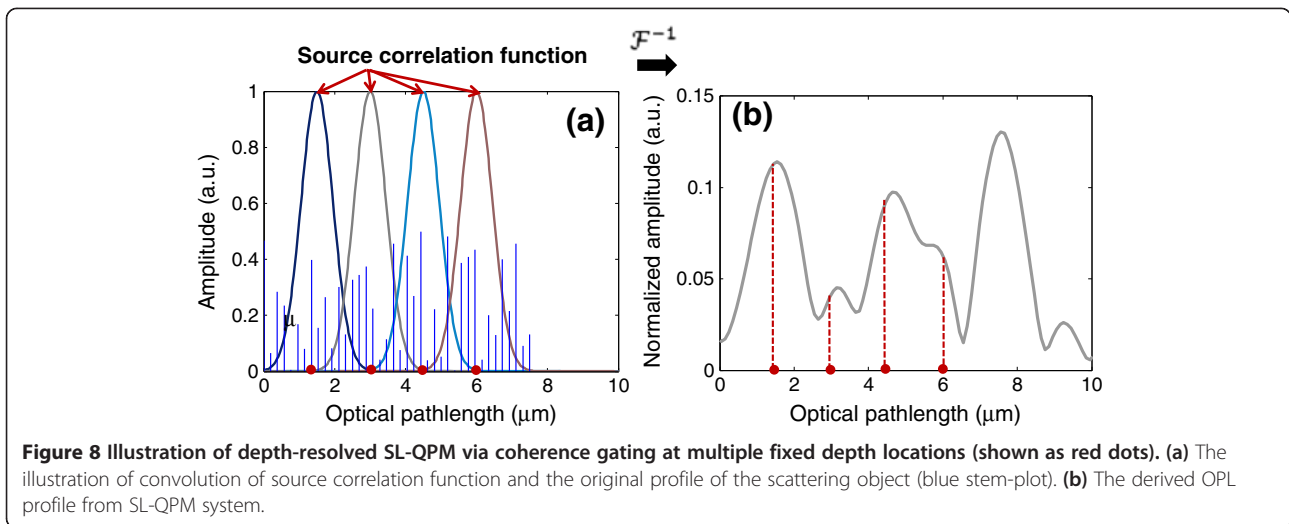 Source correlation function
ℱ⁻¹
(a)
Amplitude (a.u.)
1
0.8
0.6
0.4
0.2
0
μ
0 2 4 6 8 10
Optical pathlength (μm)
(b)
Normalized amplitude (a.u.)
0.15
0.1
0.05
0
0 2 4 6 8 10
Optical pathlength (μm)
Figure 8 Illustration of depth-resolved SL-QPM via coherence gating at multiple fixed depth locations (shown as red dots). (a) The
illustration of convolution of source correlation function and the original profile of the scattering object (blue stem-plot). (b) The derived OPL
profile from SL-QPM system.